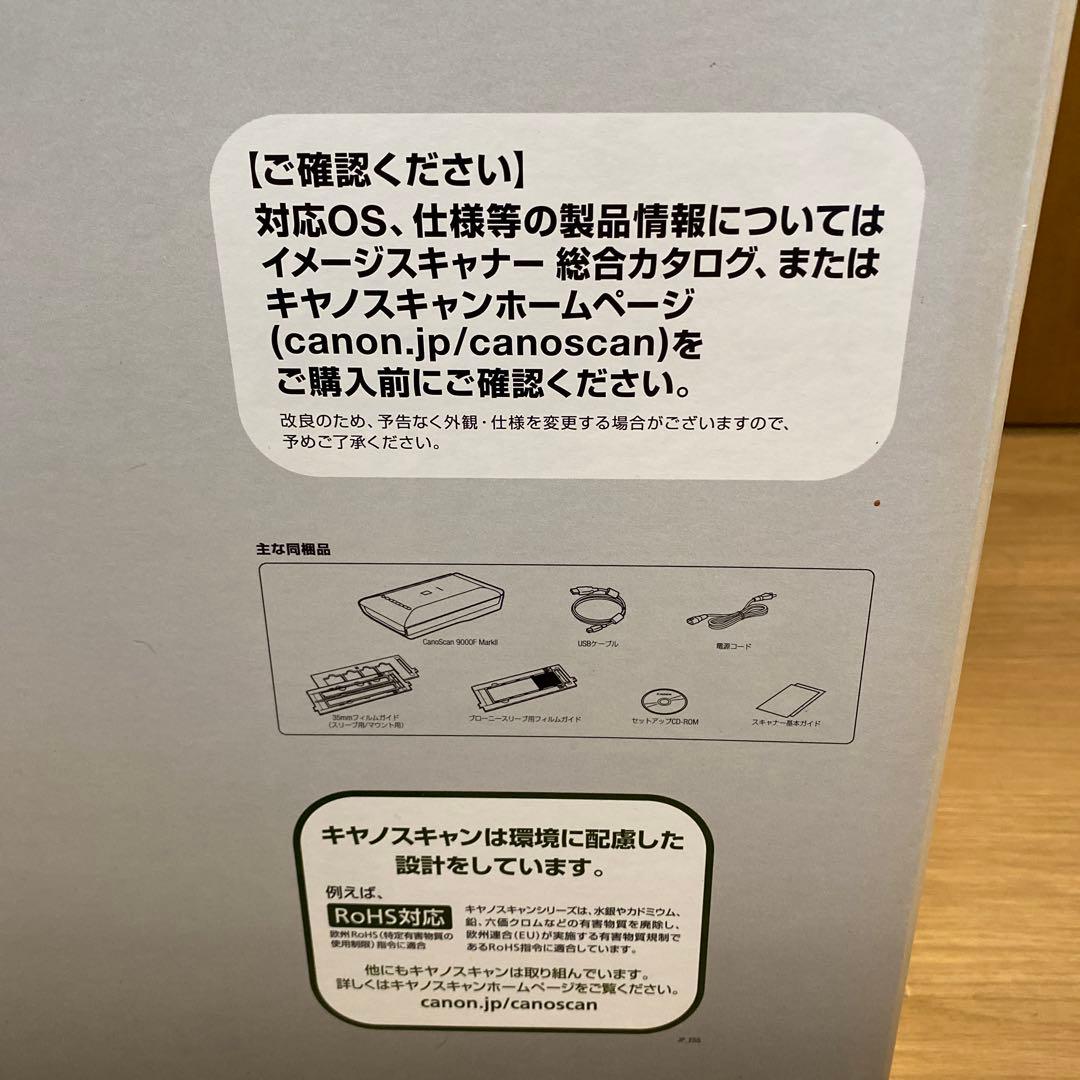 【ご確認ください】
対応OS、仕様等の製品情報については
イメージスキャナー 総合カタログ、または
キヤノスキャンホームページ
(canon.jp/canoscan)を
ご購入前にご確認ください。
改良のため、予告なく外観・仕様を変更する場合がございますので、
予めご了承ください。
主な同梱品
CanoScan 9000F MarkII
USBケーブル
電源コード
35mmフィルムガイド
(スリーブ用/マウント用)
ブローニースリーブ用フィルムガイド
セットアップCD-ROM
スキャナー基本ガイド
キヤノスキャンは環境に配慮した
設計をしています。
例えば、
RoHS対応
欧州RoHS(特定有害物質の
使用制限)指令に適合
キヤノスキャンシリーズは、水銀やカドミウム、
鉛、六価クロムなどの有害物質を廃除し、
欧州連合(EU)が実施する有害物質規制で
あるRoHS指令に適合しています。
他にもキヤノスキャンは取り組んでいます。
詳しくはキヤノスキャンホームページをご覧ください。
canon.jp/canoscan